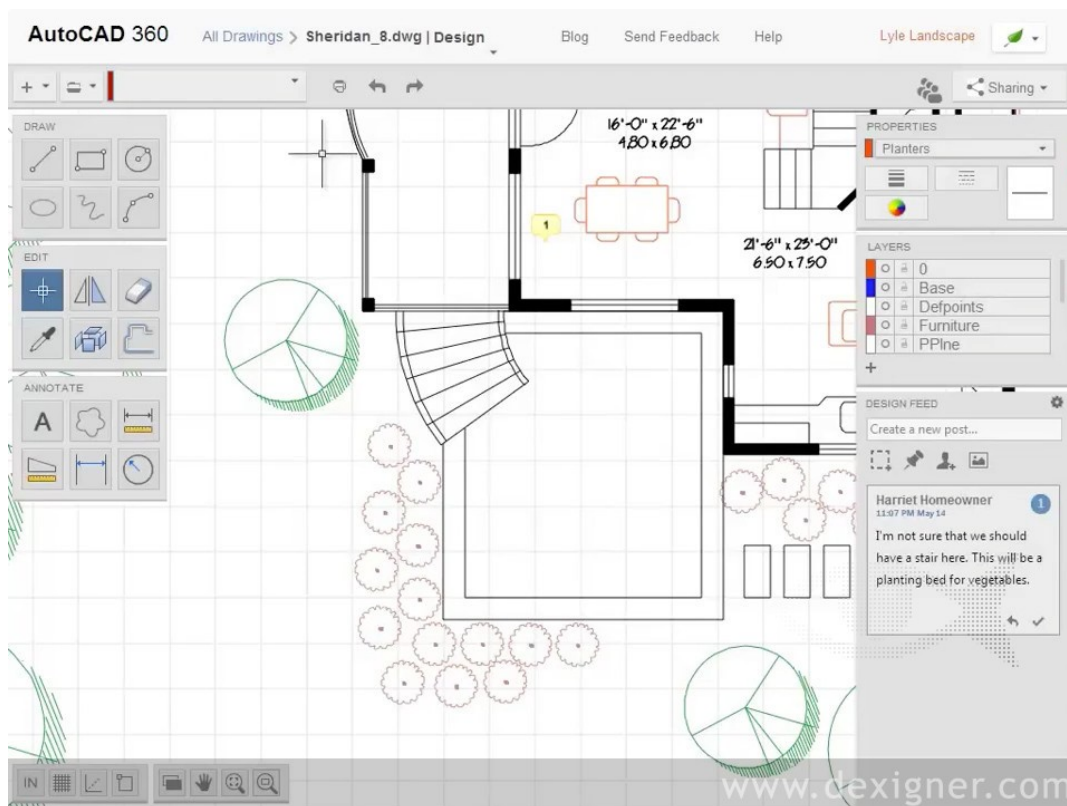 AutoCAD 360
All Drawings > Sheridan_8.dwg | Design
Blog
Send Feedback
Help
Lyle Landscape
Sharing
DRAW
EDIT
ANNOTATE
A
IN
16'-0" x 22'-6"
4.80 x 6.80
1
21'-6" x 25'-0"
6.50 x 7.50
PROPERTIES
Planters
LAYERS
0
Base
Defpoints
Furniture
PPlne
+
DESIGN FEED
Create a new post...
Harriet Homeowner
1
11:07 PM May 14
I'm not sure that we should
have a stair here. This will be a
planting bed for vegetables.
www.dexigner.com